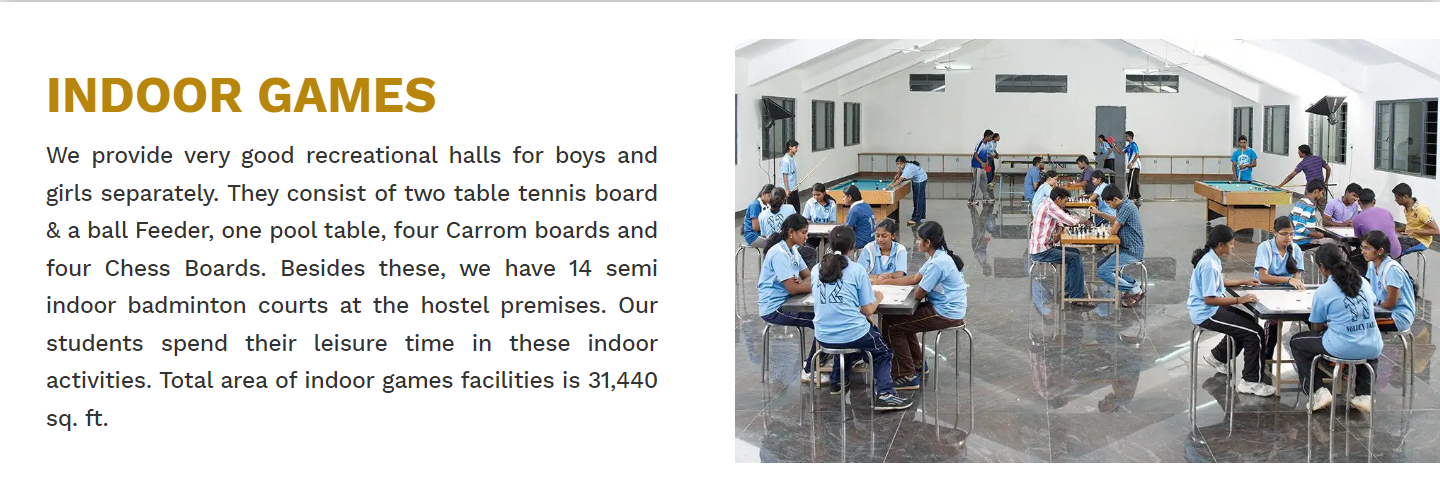 INDOOR GAMES
We provide very good recreational halls for boys and
girls separately. They consist of two table tennis board
& a ball Feeder, one pool table, four Carrom boards and
four Chess Boards. Besides these, we have 14 semi
indoor badminton courts at the hostel premises. Our
students spend their leisure time in these indoor
activities. Total area of indoor games facilities is 31,440
sq. ft.